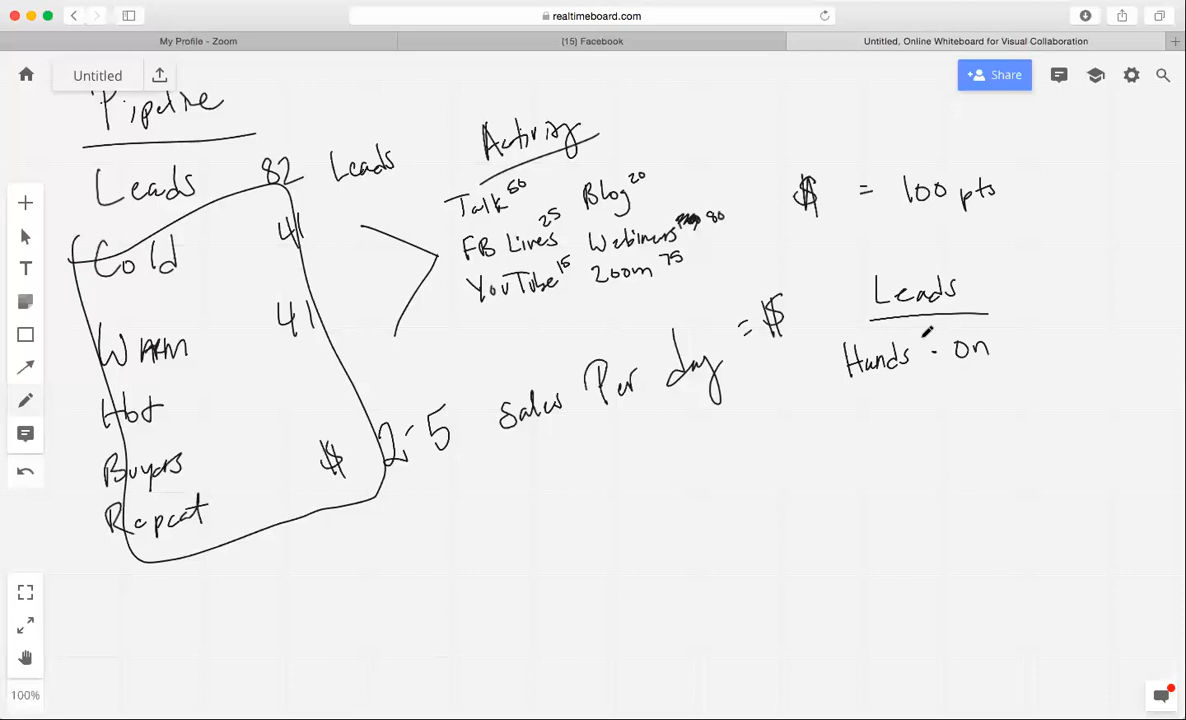 realtimeboard.com
My Profile - Zoom
(15) Facebook
Untitled, Online Whiteboard for Visual Collaboration
Untitled
Share
Pipeline
Leads 82 Leads
Cold 41
Warm 41
Hot
Buyers $ 2-5 Sales Per day = $
Repeat
Activity
Talk 50 Blog 20
FB Lives 25 Webinars 80
YouTube 15 Zoom 75
$ = 100 pts
Leads
Hands - on
T
100%